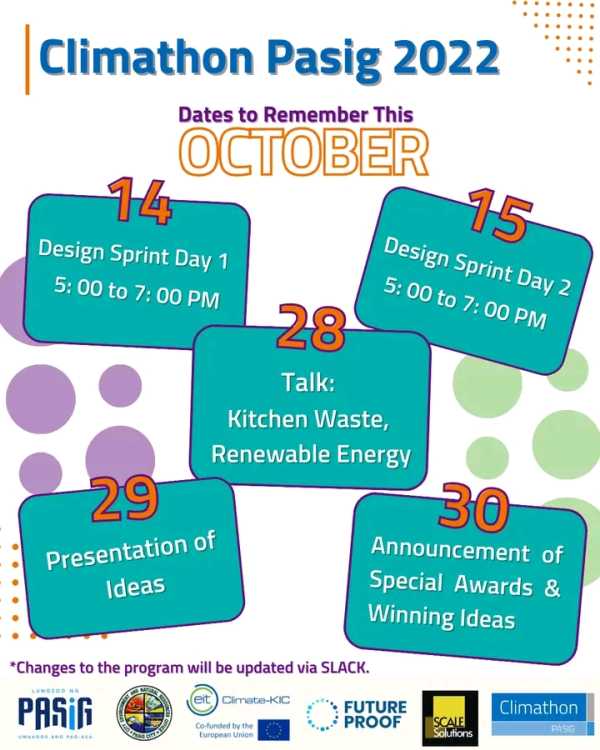 Climathon Pasig 2022
Dates to Remember This
OCTOBER
14
Design Sprint Day 1
5: 00 to 7: 00 PM
15
Design Sprint Day 2
5: 00 to 7: 00 PM
28
Talk:
Kitchen Waste,
Renewable Energy
29
Presentation of
Ideas
30
Announcement of
Special Awards &
Winning Ideas
*Changes to the program will be updated via SLACK.
LUNGSOD NG
PASIG
UMAAGOS ANG PAG-ASA
eit
Climate-KIC
Co-funded by the
European Union
FUTURE
PROOF
SCALE
Solutions
Climathon
PASIG